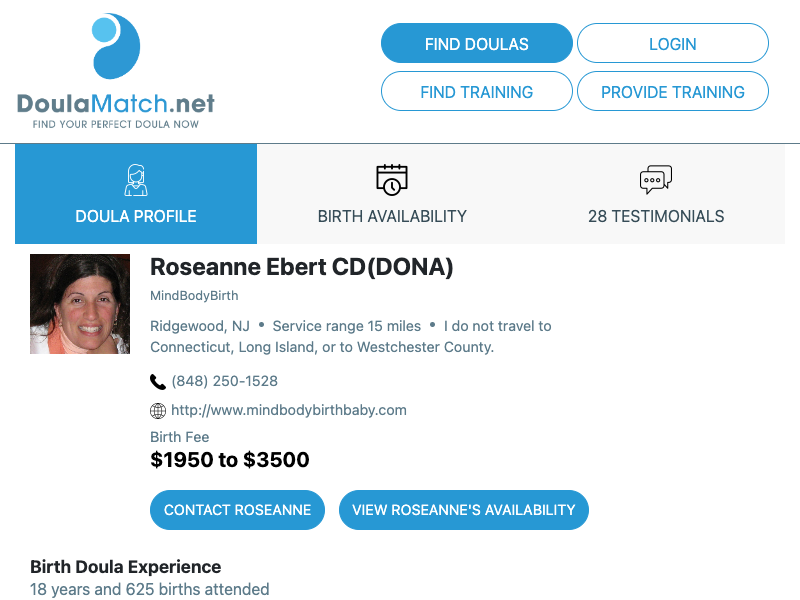 DoulaMatch.net
FIND YOUR PERFECT DOULA NOW
FIND DOULAS
LOGIN
FIND TRAINING
PROVIDE TRAINING
DOULA PROFILE
BIRTH AVAILABILITY
28 TESTIMONIALS
Roseanne Ebert CD(DONA)
MindBodyBirth
Ridgewood, NJ • Service range 15 miles • I do not travel to
Connecticut, Long Island, or to Westchester County.
(848) 250-1528
http://www.mindbodybirthbaby.com
Birth Fee
$1950 to $3500
CONTACT ROSEANNE
VIEW ROSEANNE'S AVAILABILITY
Birth Doula Experience
18 years and 625 births attended